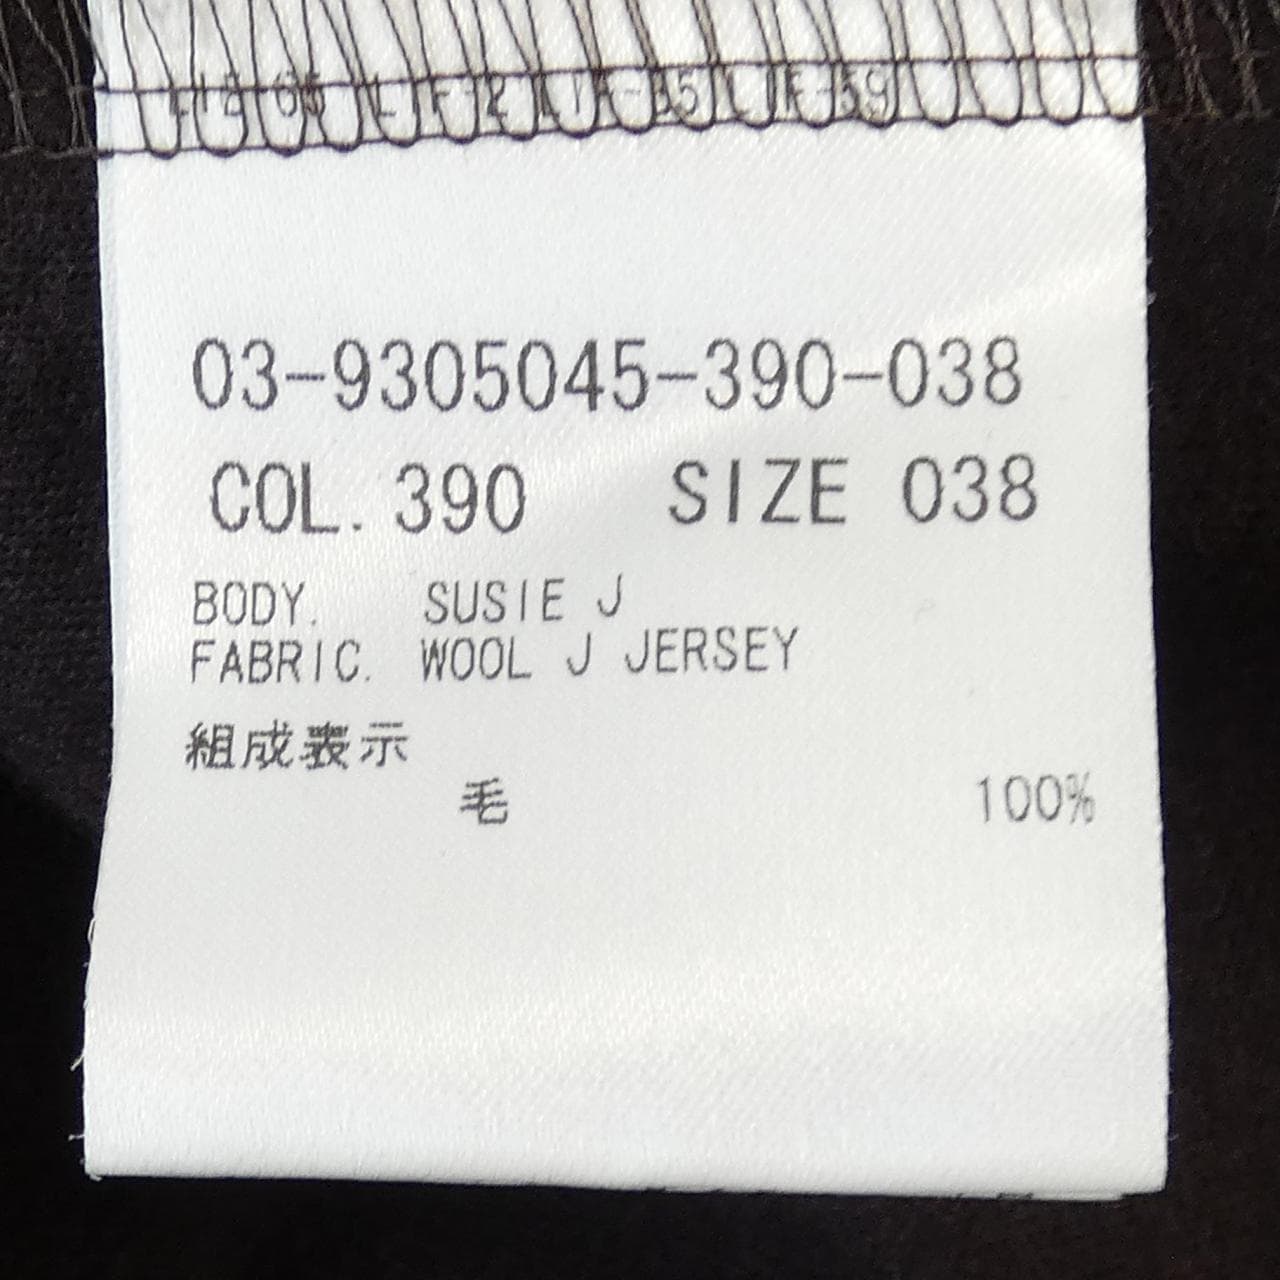 03-9305045-390-038
COL. 390 SIZE 038
BODY. SUSIE J
FABRIC. WOOL J JERSEY
組成表示
毛 100%